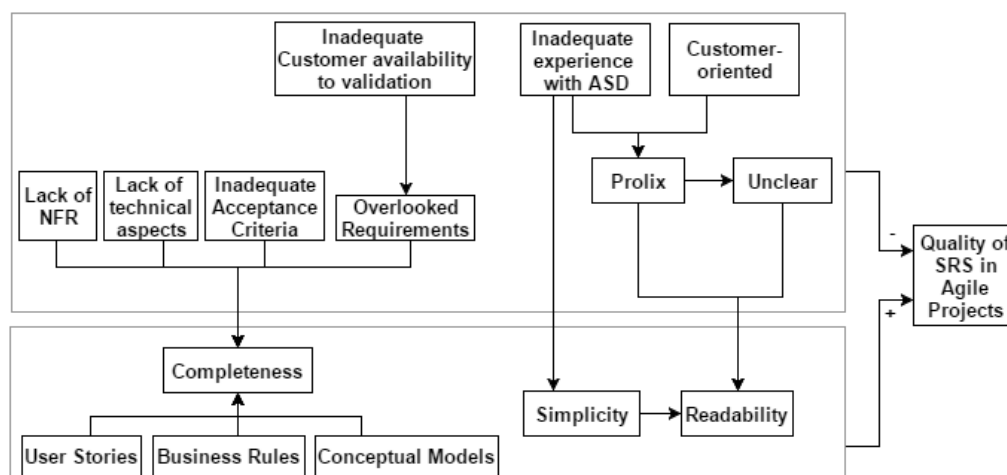 Inadequate
Customer availability
to validation
Inadequate
experience
with ASD
Customer-
oriented
Prolix
Unclear
Lack of
NFR
Lack of
technical
aspects
Inadequate
Acceptance
Criteria
Overlooked
Requirements
-
Quality of
SRS in
Agile
Projects
+
Completeness
Simplicity
Readability
User Stories
Business Rules
Conceptual Models